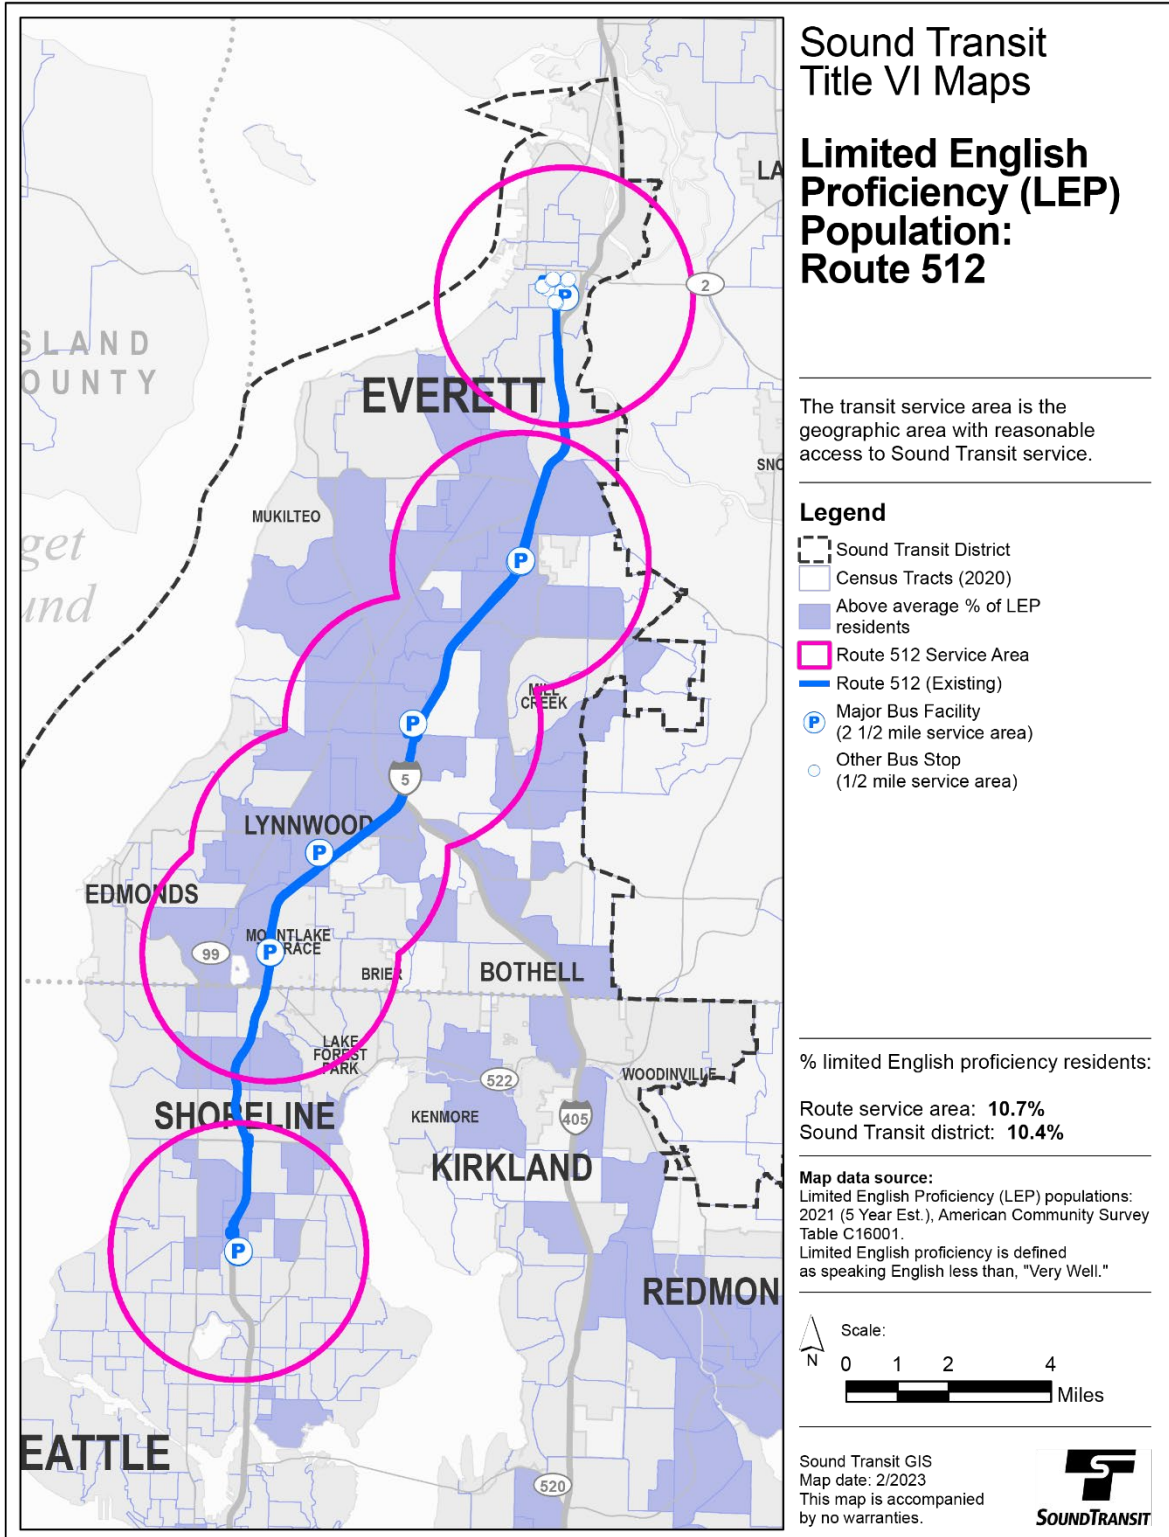 Sound Transit
Title VI Maps
Limited English
Proficiency (LEP)
Population:
Route 512
The transit service area is the
geographic area with reasonable
access to Sound Transit service.
Legend
Sound Transit District
Census Tracts (2020)
Above average % of LEP
residents
Route 512 Service Area
Route 512 (Existing)
P
Major Bus Facility
(2 1/2 mile service area)
Other Bus Stop
(1/2 mile service area)
% limited English proficiency residents:
Route service area: 10.7%
Sound Transit district: 10.4%
Map data source:
Limited English Proficiency (LEP) populations:
2021 (5 Year Est.), American Community Survey
Table C16001.
Limited English proficiency is defined
as speaking English less than, "Very Well."
N
Scale:
0 1 2 4
Miles
Sound Transit GIS
Map date: 2/2023
This map is accompanied
by no warranties.
SOUNDTRANSIT
LA
2
P
SLAND
OUNTY
EVERETT
SNO
MUKILTEO
get
und
P
MILL
CREEK
P
5
LYNNWOOD
P
EDMONDS
MOUNTLAKE
TERRACE
99
P
BRIER
BOTHELL
LAKE
FOREST
PARK
522
WOODINVILLE
SHORELINE
KENMORE
405
KIRKLAND
P
REDMON
EATTLE
520